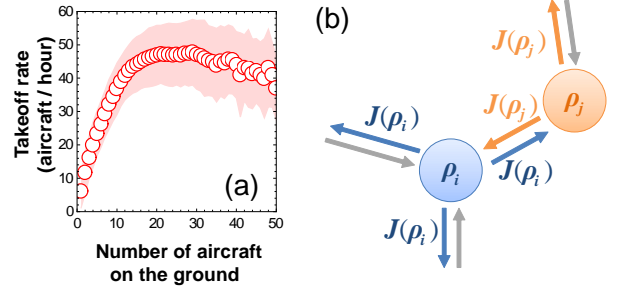 60
50
40
30
20
10
0
0 10 20 30 40 50
Takeoff rate
(aircraft / hour)
(a)
Number of aircraft
on the ground
(b)
J(ρj)
ρj
J(ρj)
J(ρi)
ρi
J(ρi)
J(ρi)